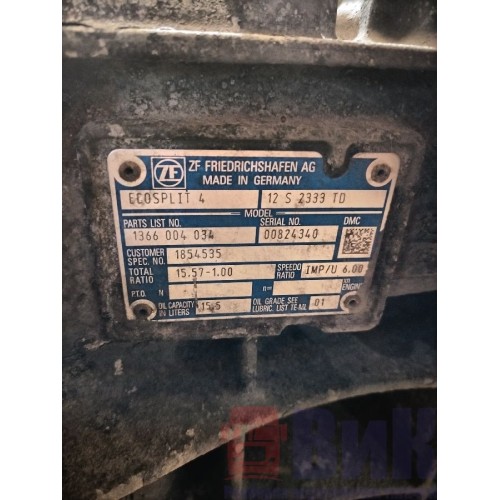 ZF FRIEDRICHSHAFEN AG
MADE IN GERMANY
ECOSPLIT 4 MODEL 12 S 2333 TD
PARTS LIST NO. SERIAL NO. DMC
1366 004 034 00824340
CUSTOMER SPEC. NO. 1854535
TOTAL RATIO 15.57-1.00 SPEEDO RATIO IMP/U 6.00
P.T.O. N n= ENGINE
OIL CAPACITY IN LITERS 15.5 OIL GRADE SEE LUBRIC. LIST TE-ML 01
ВиК